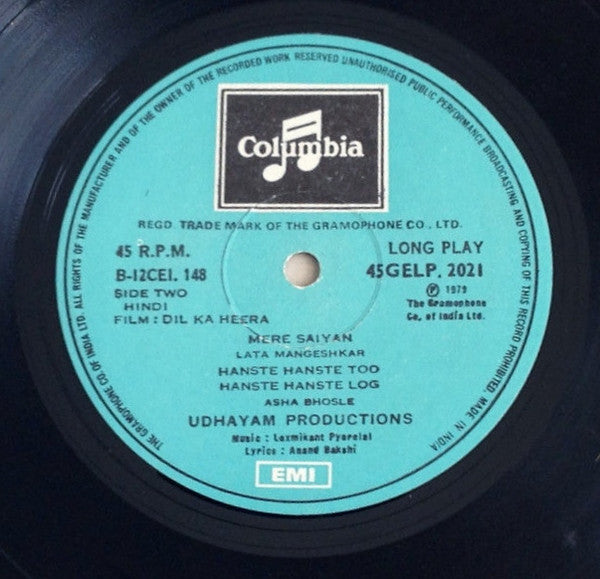 THE GRAMOPHONE CO. OF INDIA LTD. ALL RIGHTS OF THE MANUFACTURER AND OF THE OWNER OF THE RECORDED WORK RESERVED UNAUTHORISED PUBLIC PERFORMANCE BROADCASTING AND COPYING OF THIS RECORD PROHIBITED. MADE IN INDIA
Columbia
REGD. TRADE MARK OF THE GRAMOPHONE CO., LTD.
45 R.P.M.
LONG PLAY
B-12CEI. 148
45GELP. 2021
SIDE TWO
℗ 1979
HINDI
The Gramophone
FILM : DIL KA HEERA
Co. of India Ltd.
MERE SAIYAN
LATA MANGESHKAR
HANSTE HANSTE TOO
HANSTE HANSTE LOG
ASHA BHOSLE
UDHAYAM PRODUCTIONS
Music : Laxmikant Pyarelal
Lyrics : Anand Bakshi
EMI